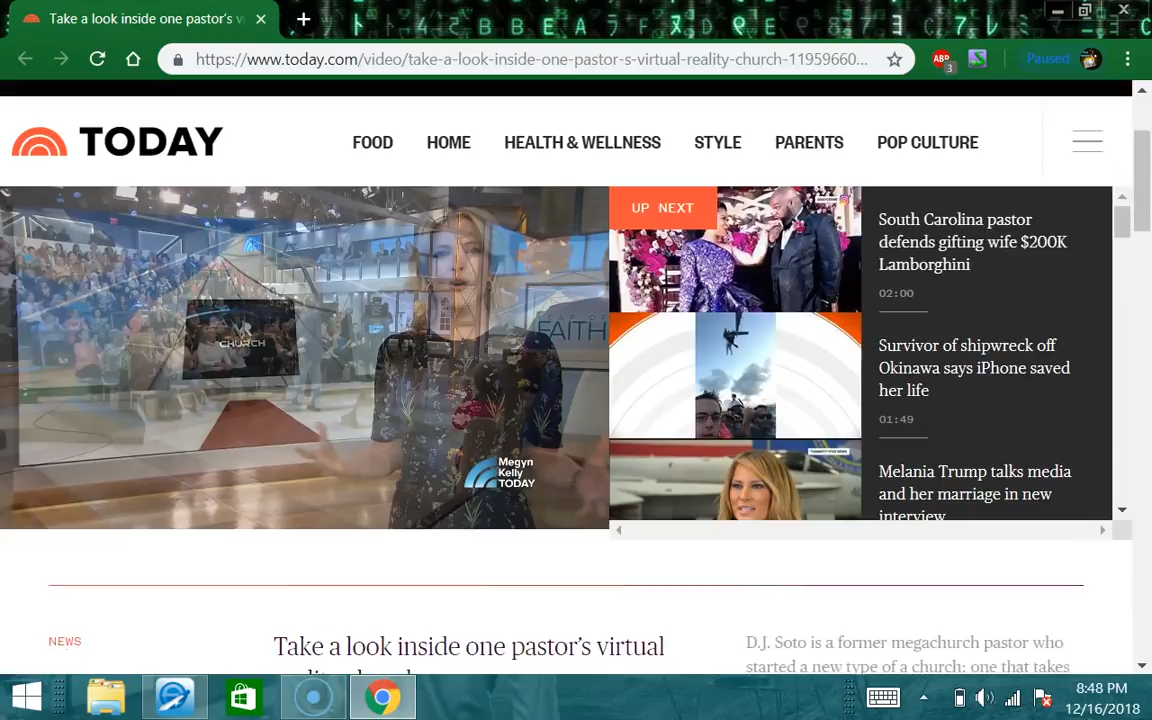 Take a look inside one pastor's v
https://www.today.com/video/take-a-look-inside-one-pastor-s-virtual-reality-church-11959660...
ABP
3
Paused
TODAY
FOOD
HOME
HEALTH & WELLNESS
STYLE
PARENTS
POP CULTURE
CHURCH
LEAP OF
FAITH
Megyn
Kelly
TODAY
UP NEXT
South Carolina pastor
defends gifting wife $200K
Lamborghini
02:00
Survivor of shipwreck off
Okinawa says iPhone saved
her life
01:49
Melania Trump talks media
and her marriage in new
interview
NEWS
Take a look inside one pastor's virtual
D.J. Soto is a former megachurch pastor who
started a new type of a church: one that takes
8:48 PM
12/16/2018